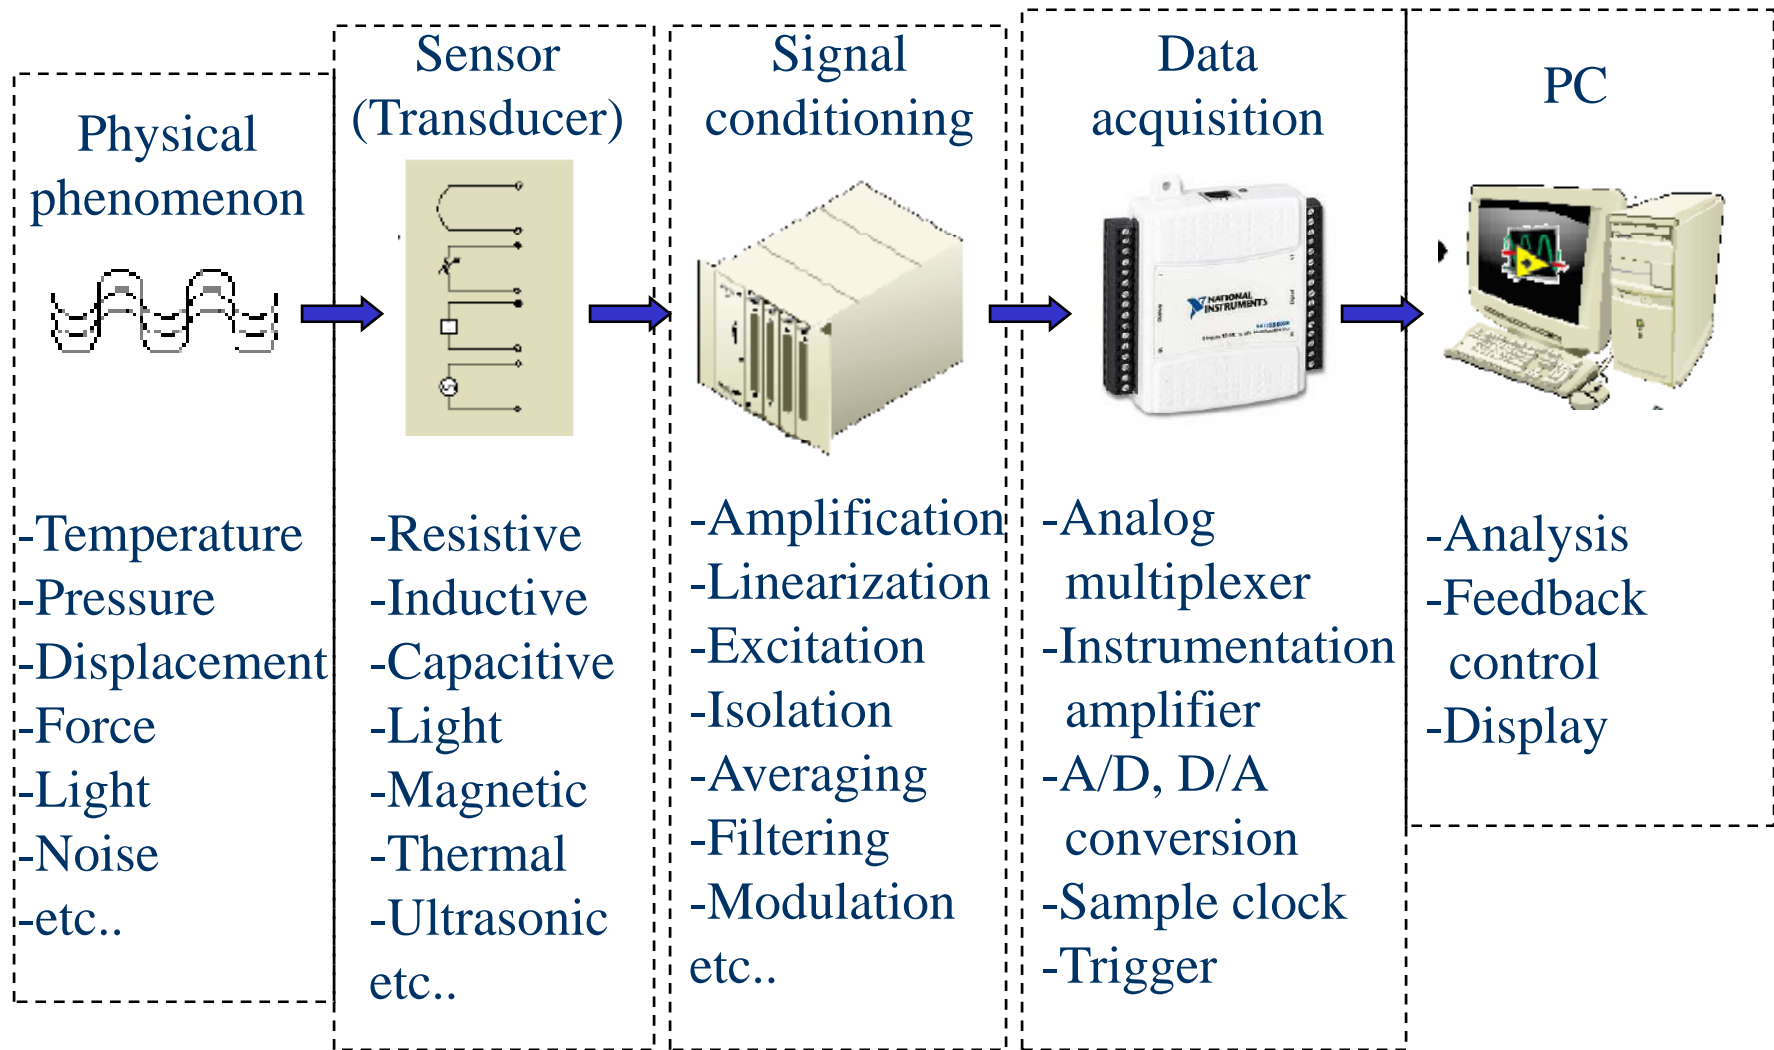 Physical
phenomenon
-Temperature
-Pressure
-Displacement
-Force
-Light
-Noise
-etc..
Sensor
(Transducer)
-Resistive
-Inductive
-Capacitive
-Light
-Magnetic
-Thermal
-Ultrasonic
etc..
Signal
conditioning
-Amplification
-Linearization
-Excitation
-Isolation
-Averaging
-Filtering
-Modulation
etc..
Data
acquisition
NATIONAL
INSTRUMENTS
-Analog
multiplexer
-Instrumentation
amplifier
-A/D, D/A
conversion
-Sample clock
-Trigger
PC
-Analysis
-Feedback
control
-Display